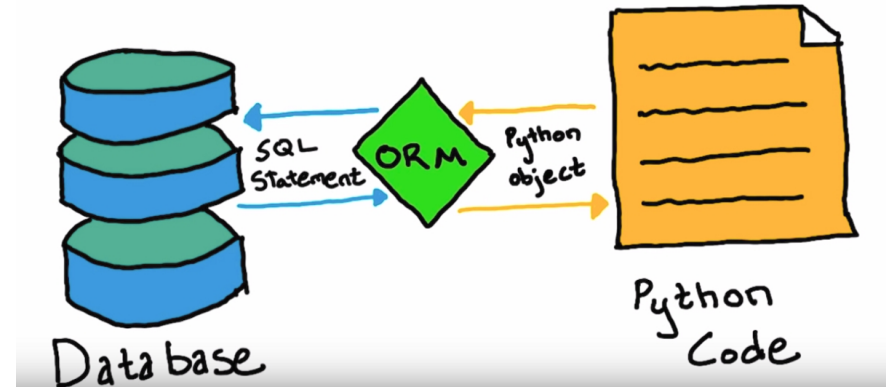 SQL
Statement
ORM
Python
object
Database
Python
Code